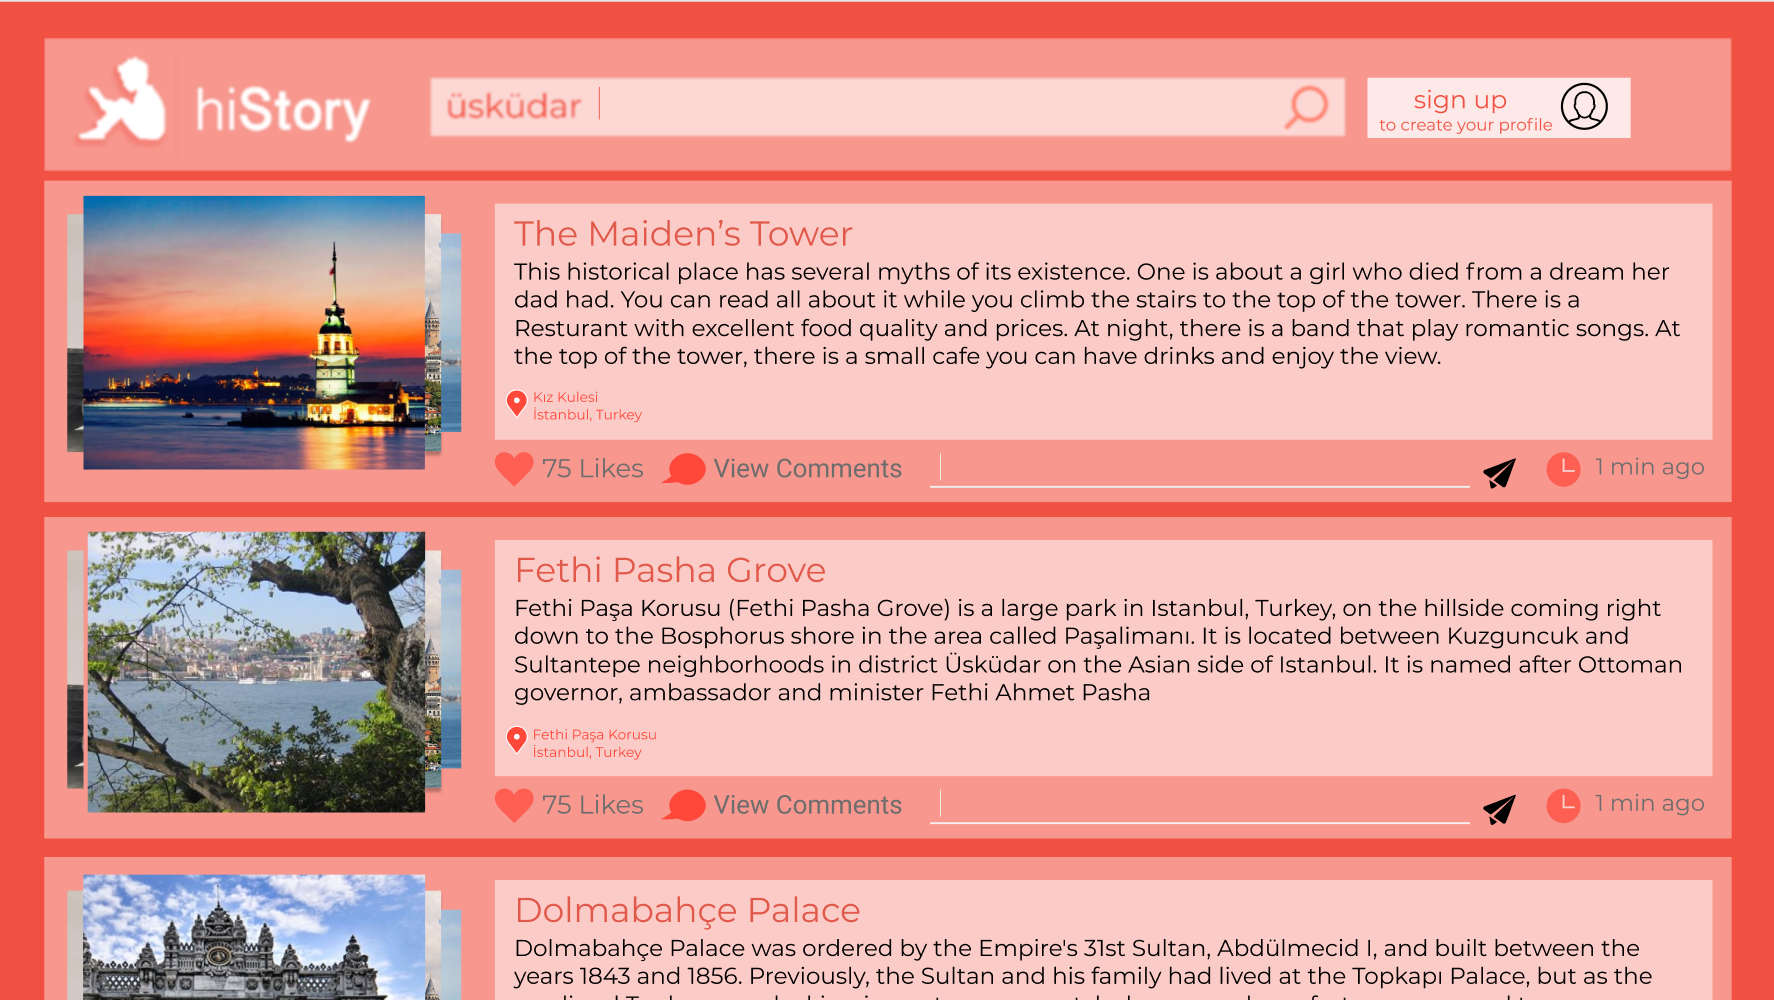 hiStory
üsküdar
sign up
to create your profile
The Maiden’s Tower
This historical place has several myths of its existence. One is about a girl who died from a dream her
dad had. You can read all about it while you climb the stairs to the top of the tower. There is a
Resturant with excellent food quality and prices. At night, there is a band that play romantic songs. At
the top of the tower, there is a small cafe you can have drinks and enjoy the view.
Kız Kulesi
İstanbul, Turkey
75 Likes View Comments 1 min ago
Fethi Pasha Grove
Fethi Paşa Korusu (Fethi Pasha Grove) is a large park in Istanbul, Turkey, on the hillside coming right
down to the Bosphorus shore in the area called Paşalimanı. It is located between Kuzguncuk and
Sultantepe neighborhoods in district Üsküdar on the Asian side of Istanbul. It is named after Ottoman
governor, ambassador and minister Fethi Ahmet Pasha
Fethi Paşa Korusu
İstanbul, Turkey
75 Likes View Comments 1 min ago
Dolmabahçe Palace
Dolmabahçe Palace was ordered by the Empire's 31st Sultan, Abdülmecid I, and built between the
years 1843 and 1856. Previously, the Sultan and his family had lived at the Topkapı Palace, but as the